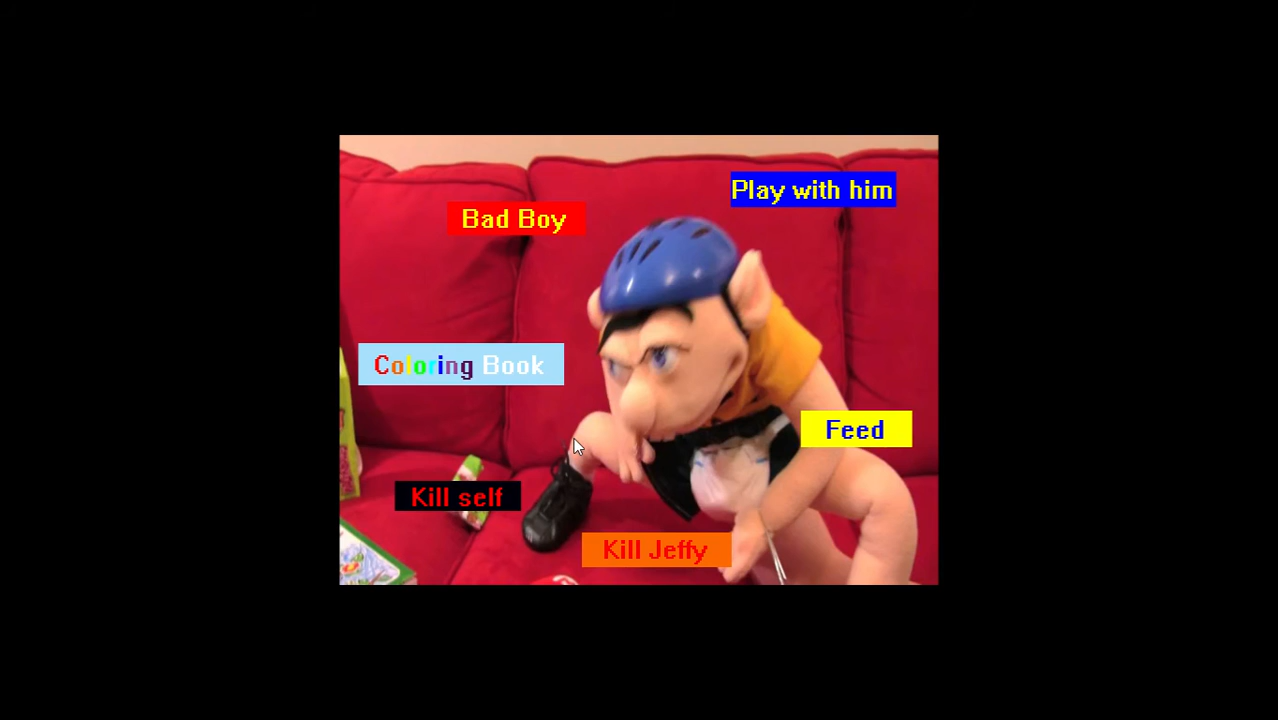 Play with him
Bad Boy
Coloring Book
Feed
Kill self
Kill Jeffy